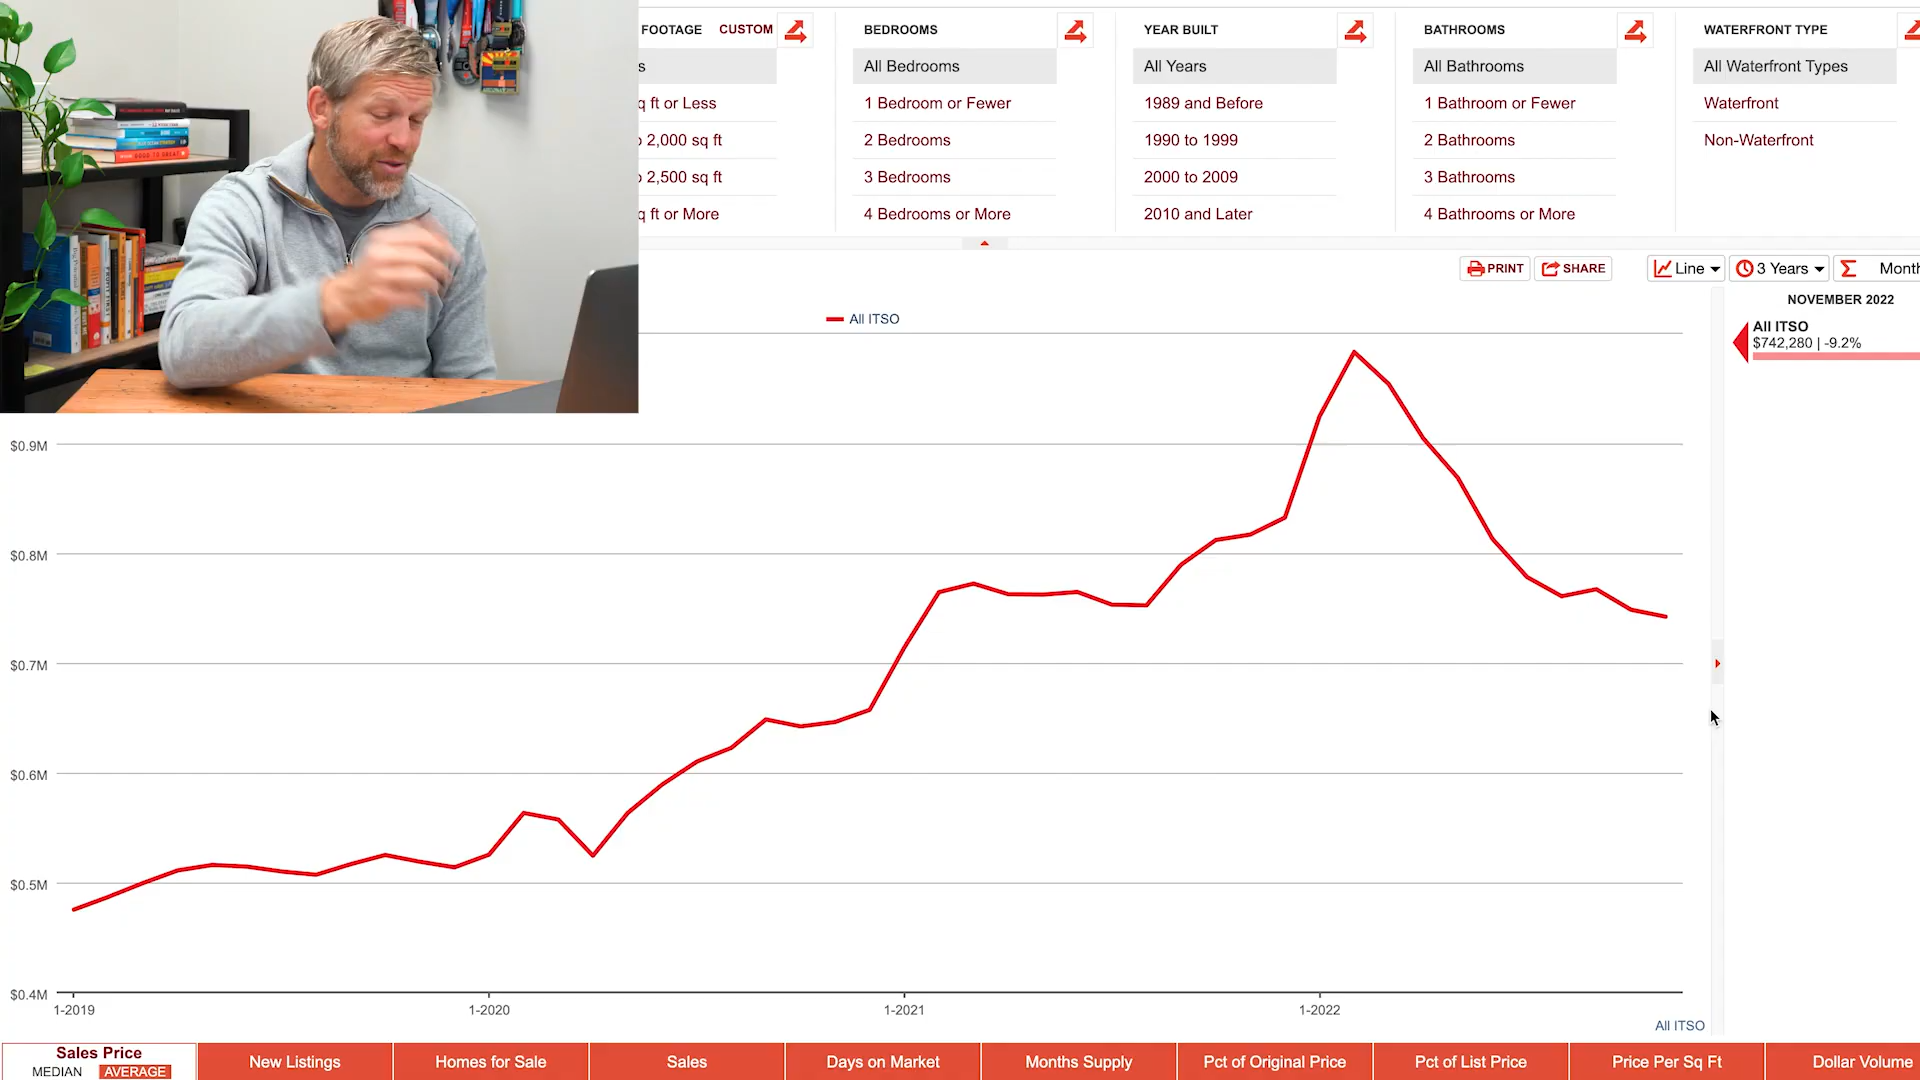 FOOTAGE CUSTOM
s
q ft or Less
o 2,000 sq ft
o 2,500 sq ft
q ft or More
BEDROOMS
All Bedrooms
1 Bedroom or Fewer
2 Bedrooms
3 Bedrooms
4 Bedrooms or More
YEAR BUILT
All Years
1989 and Before
1990 to 1999
2000 to 2009
2010 and Later
BATHROOMS
All Bathrooms
1 Bathroom or Fewer
2 Bathrooms
3 Bathrooms
4 Bathrooms or More
WATERFRONT TYPE
All Waterfront Types
Waterfront
Non-Waterfront
PRINT SHARE Line 3 Years Σ Month
NOVEMBER 2022
All ITSO
$742,280 | -9.2%
All ITSO
$0.9M
$0.8M
$0.7M
$0.6M
$0.5M
$0.4M
1-2019 1-2020 1-2021 1-2022
All ITSO
Sales Price
MEDIAN AVERAGE
New Listings
Homes for Sale
Sales
Days on Market
Months Supply
Pct of Original Price
Pct of List Price
Price Per Sq Ft
Dollar Volume